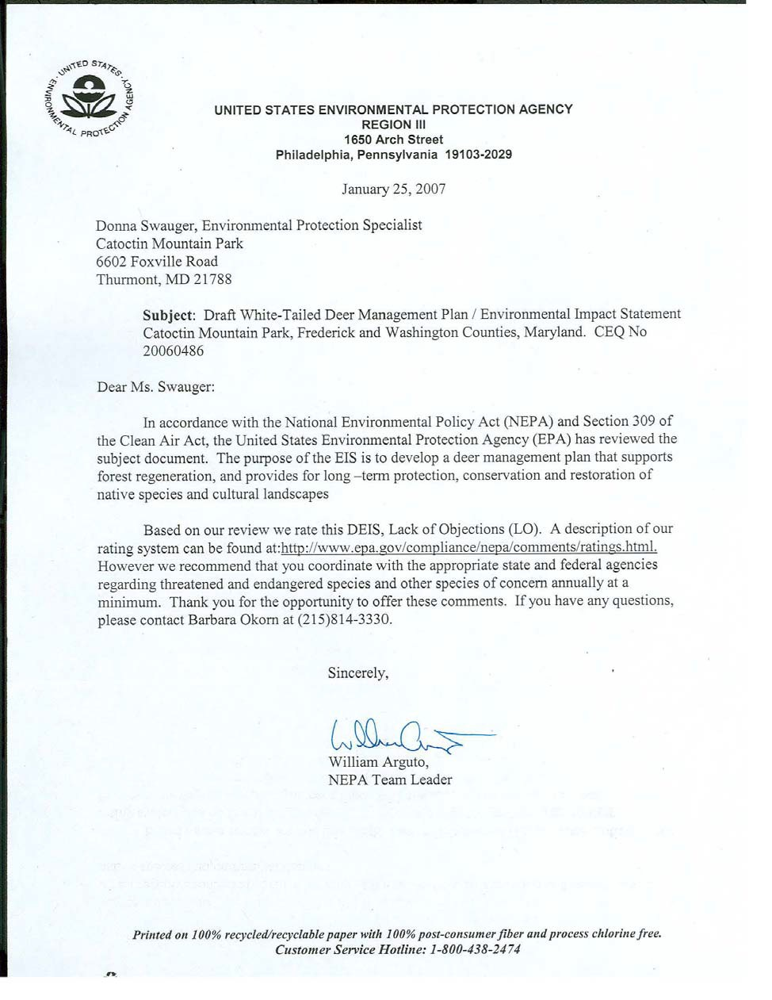 UNITED STATES
ENVIRONMENTAL PROTECTION AGENCY
UNITED STATES ENVIRONMENTAL PROTECTION AGENCY
REGION III
1650 Arch Street
Philadelphia, Pennsylvania 19103-2029
January 25, 2007
Donna Swauger, Environmental Protection Specialist
Catoctin Mountain Park
6602 Foxville Road
Thurmont, MD 21788
Subject: Draft White-Tailed Deer Management Plan / Environmental Impact Statement
Catoctin Mountain Park, Frederick and Washington Counties, Maryland. CEQ No
20060486
Dear Ms. Swauger:
In accordance with the National Environmental Policy Act (NEPA) and Section 309 of
the Clean Air Act, the United States Environmental Protection Agency (EPA) has reviewed the
subject document. The purpose of the EIS is to develop a deer management plan that supports
forest regeneration, and provides for long –term protection, conservation and restoration of
native species and cultural landscapes
Based on our review we rate this DEIS, Lack of Objections (LO). A description of our
rating system can be found at:http://www.epa.gov/compliance/nepa/comments/ratings.html.
However we recommend that you coordinate with the appropriate state and federal agencies
regarding threatened and endangered species and other species of concern annually at a
minimum. Thank you for the opportunity to offer these comments. If you have any questions,
please contact Barbara Okorn at (215)814-3330.
Sincerely,
William Arguto,
NEPA Team Leader
Printed on 100% recycled/recyclable paper with 100% post-consumer fiber and process chlorine free.
Customer Service Hotline: 1-800-438-2474